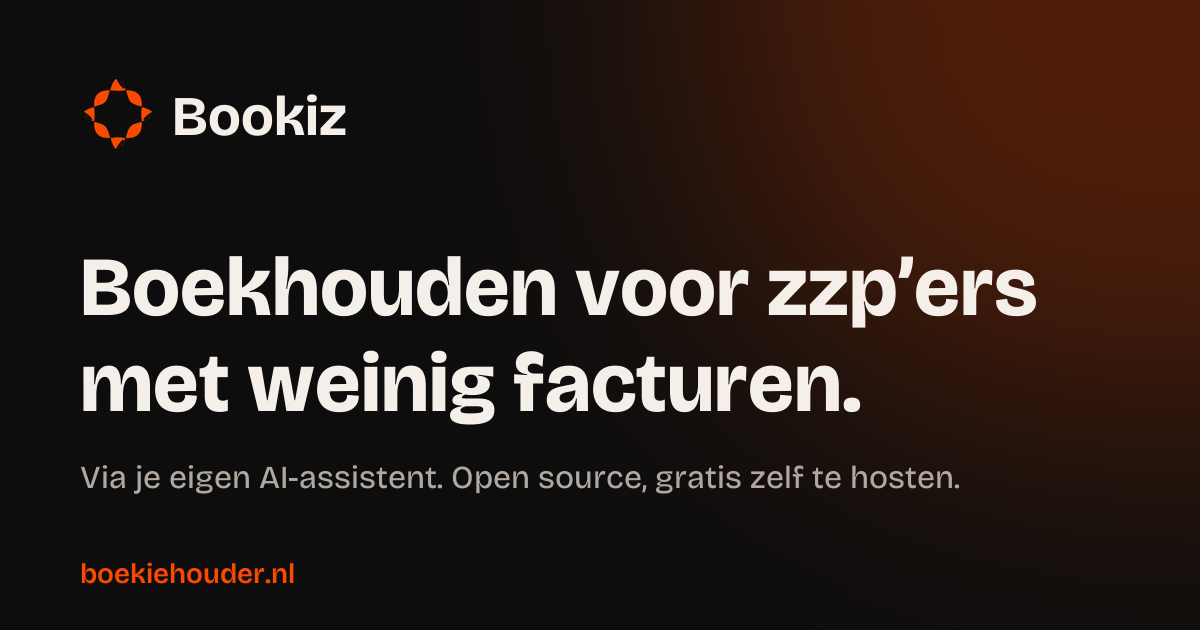 Bookiz
Boekhouden voor zzp’ers
met weinig facturen.
Via je eigen AI-assistent. Open source, gratis zelf te hosten.
boekiehouder.nl